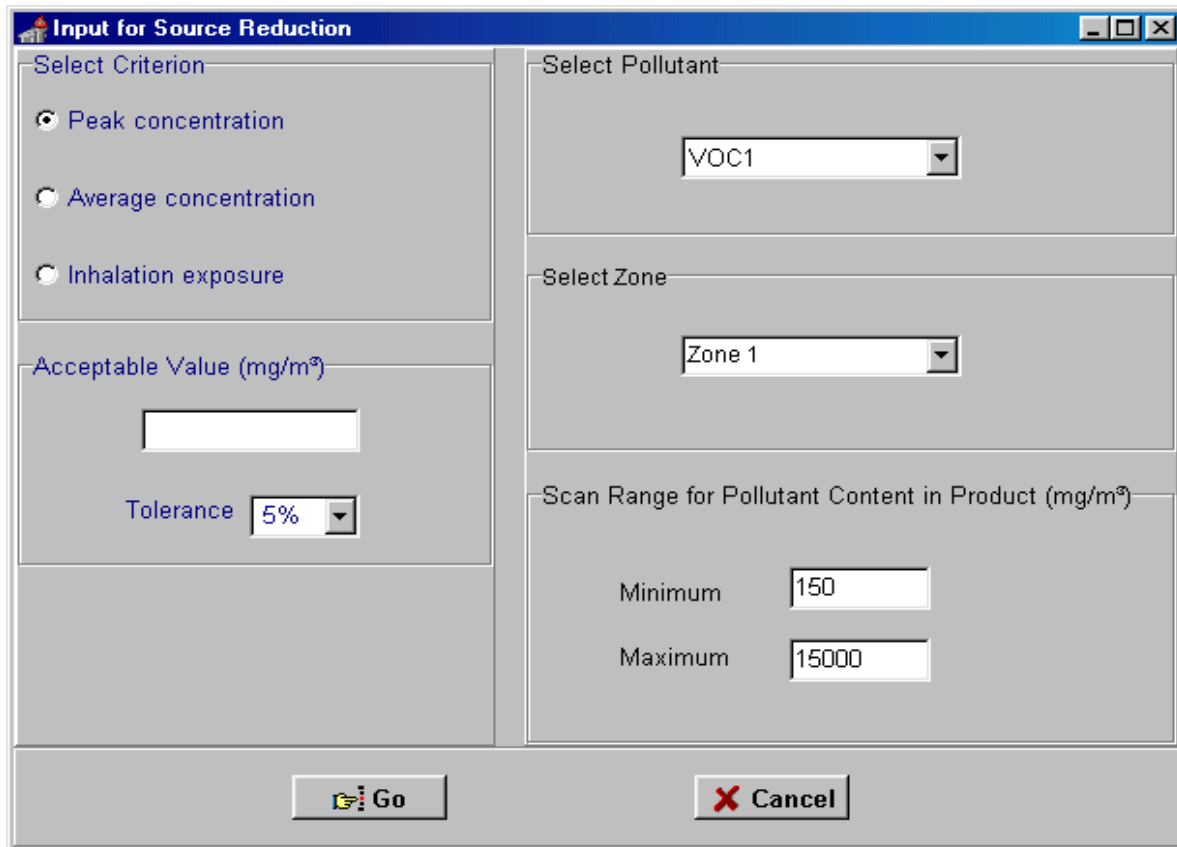 Input for Source Reduction
Select Criterion
Peak concentration
Average concentration
Inhalation exposure
Acceptable Value (mg/m³)
Tolerance 5%
Select Pollutant
VOC1
Select Zone
Zone 1
Scan Range for Pollutant Content in Product (mg/m³)
Minimum 150
Maximum 15000
Go
Cancel